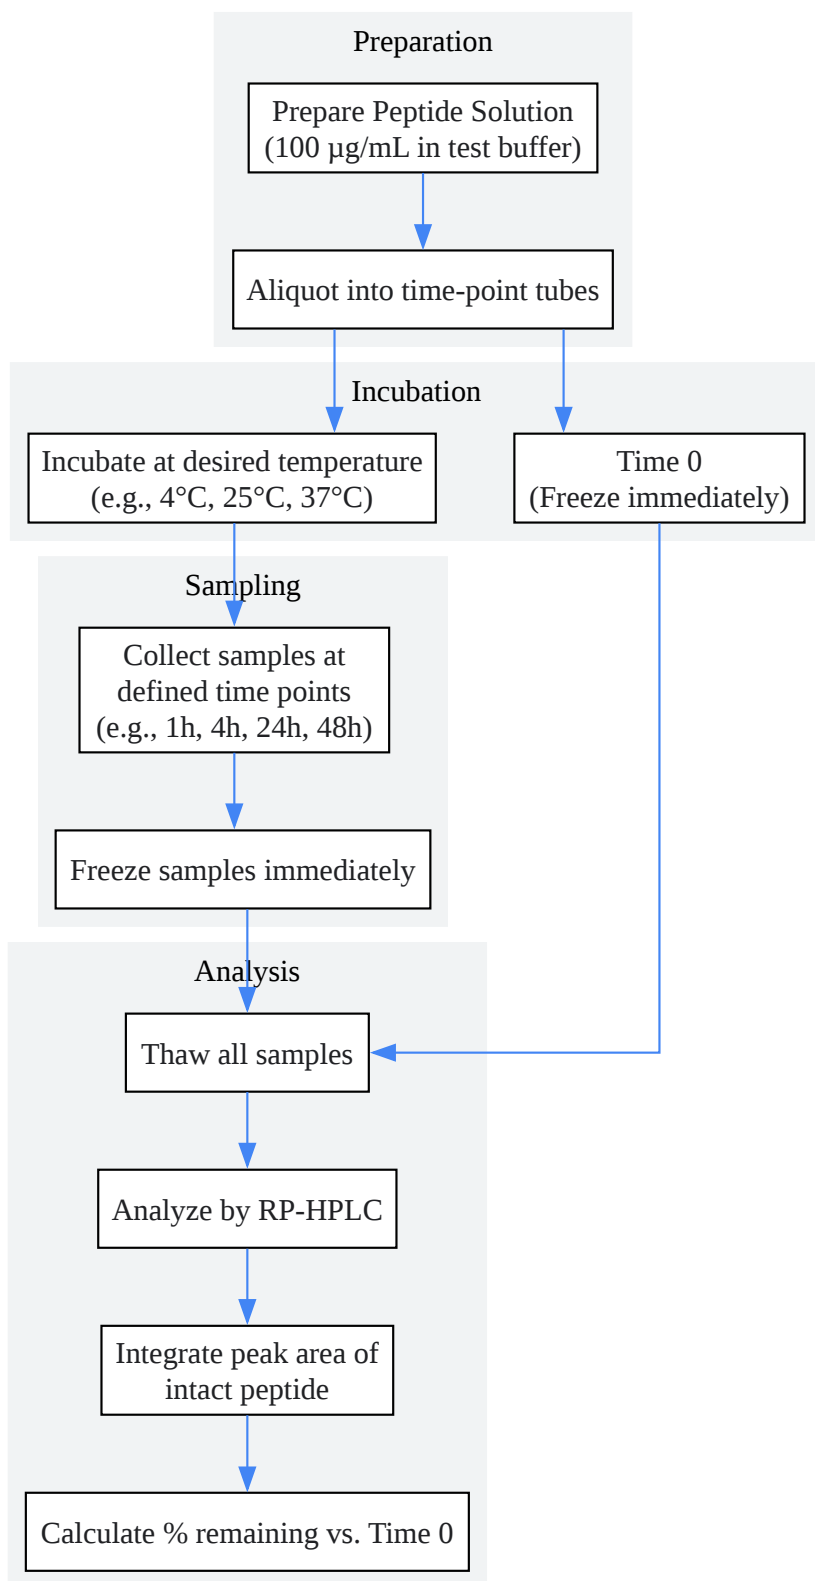 Preparation
Prepare Peptide Solution
(100 µg/mL in test buffer)
Aliquot into time-point tubes
Incubation
Incubate at desired temperature
(e.g., 4°C, 25°C, 37°C)
Time 0
(Freeze immediately)
Sampling
Collect samples at
defined time points
(e.g., 1h, 4h, 24h, 48h)
Freeze samples immediately
Analysis
Thaw all samples
Analyze by RP-HPLC
Integrate peak area of
intact peptide
Calculate % remaining vs. Time 0